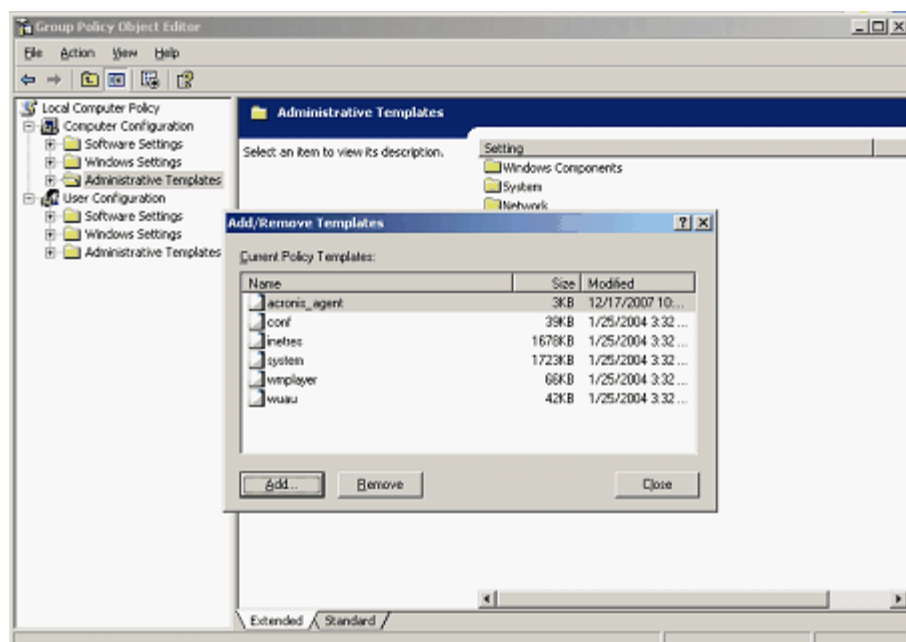 Group Policy Object Editor
File Action View Help
Local Computer Policy
Computer Configuration
Software Settings
Windows Settings
Administrative Templates
User Configuration
Software Settings
Windows Settings
Administrative Templates
Administrative Templates
Select an item to view its description.
Setting
Windows Components
System
Network
Add/Remove Templates
Current Policy Templates:
Name Size Modified
acronis_agent 3KB 12/17/2007 10:...
conf 39KB 1/25/2004 3:32 ...
inetres 1678KB 1/25/2004 3:32 ...
system 1723KB 1/25/2004 3:32 ...
wmplayer 66KB 1/25/2004 3:32 ...
wuau 42KB 1/25/2004 3:32 ...
Add... Remove Close
Extended Standard